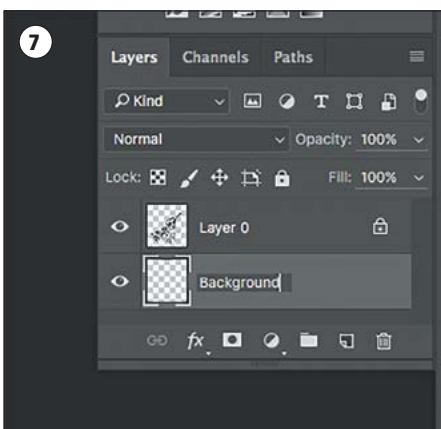 7
Layers Channels Paths
Kind T
Normal Opacity: 100%
Lock: Fill: 100%
Layer 0
Background
fx